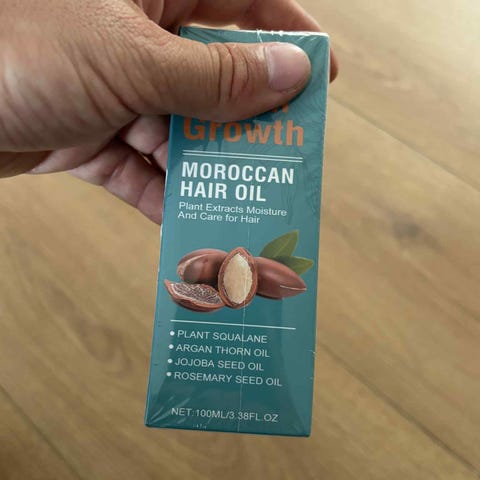 Growth
MOROCCAN
HAIR OIL
Plant Extracts Moisture
And Care for Hair
• PLANT SQUALANE
• ARGAN THORN OIL
• JOJOBA SEED OIL
• ROSEMARY SEED OIL
NET:100ML/3.38FL.OZ